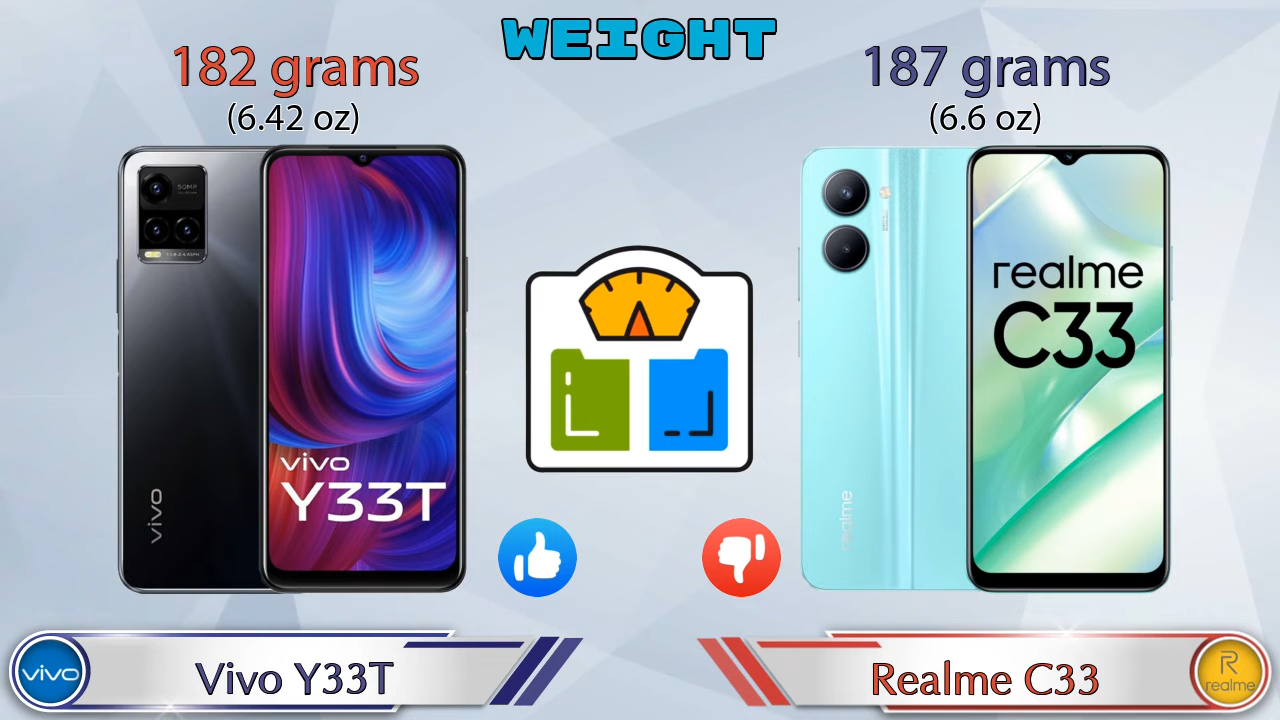 WEIGHT
182 grams
(6.42 oz)
187 grams
(6.6 oz)
50MP
vivo
vivo
Y33T
realme
realme
C33
vivo
Vivo Y33T
Realme C33
R
realme